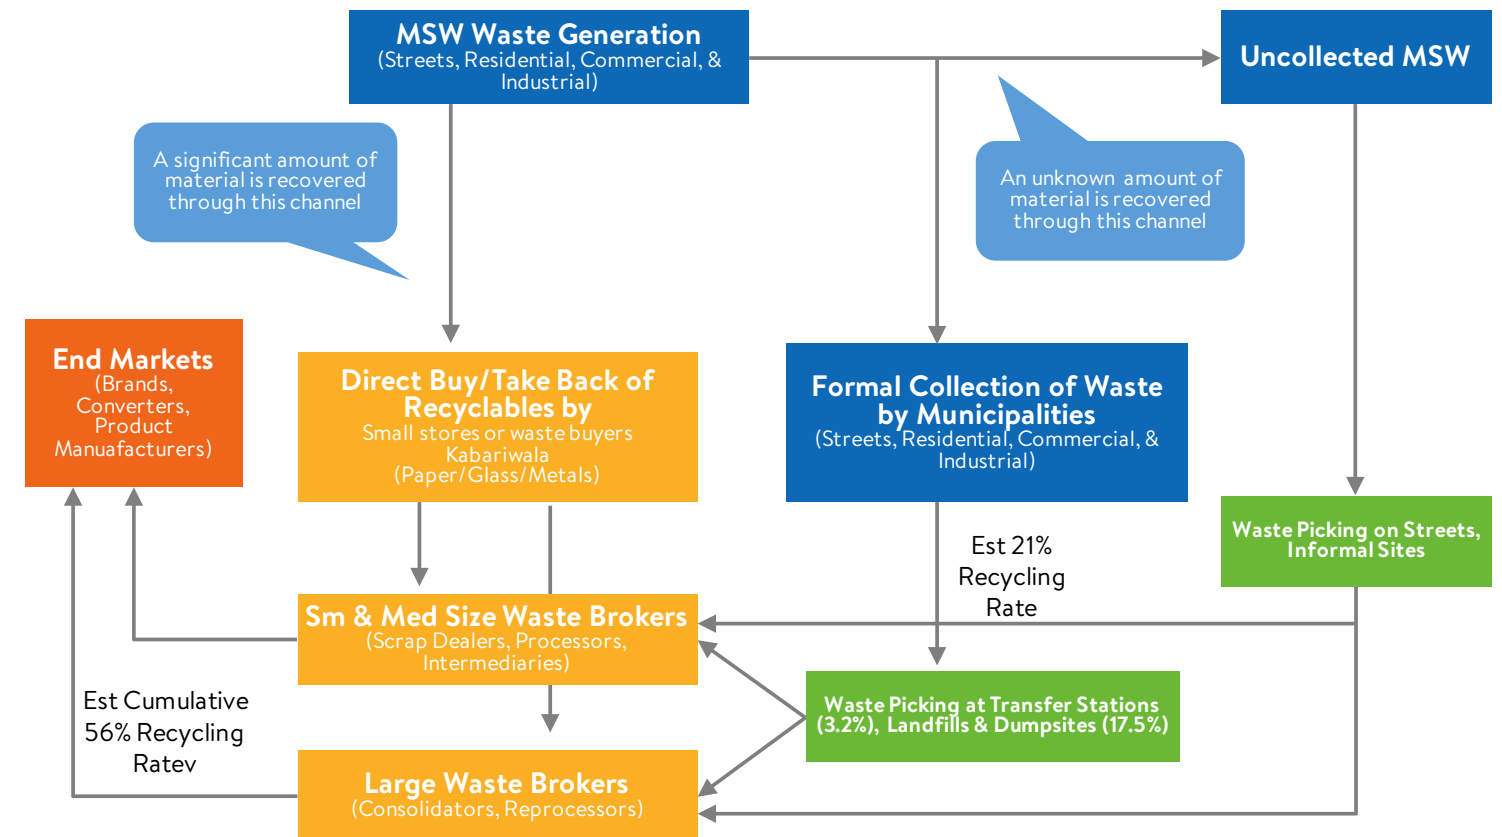 MSW Waste Generation
(Streets, Residential, Commercial, &
Industrial)
Uncollected MSW
A significant amount of
material is recovered
through this channel
An unknown amount of
material is recovered
through this channel
End Markets
(Brands,
Converters,
Product
Manuafacturers)
Direct Buy/Take Back of
Recyclables by
Small stores or waste buyers
Kabariwala
(Paper/Glass/Metals)
Formal Collection of Waste
by Municipalities
(Streets, Residential, Commercial, &
Industrial)
Waste Picking on Streets,
Informal Sites
Est 21%
Recycling
Rate
Sm & Med Size Waste Brokers
(Scrap Dealers, Processors,
Intermediaries)
Est Cumulative
56% Recycling
Ratev
Waste Picking at Transfer Stations
(3.2%), Landfills & Dumpsites (17.5%)
Large Waste Brokers
(Consolidators, Reprocessors)